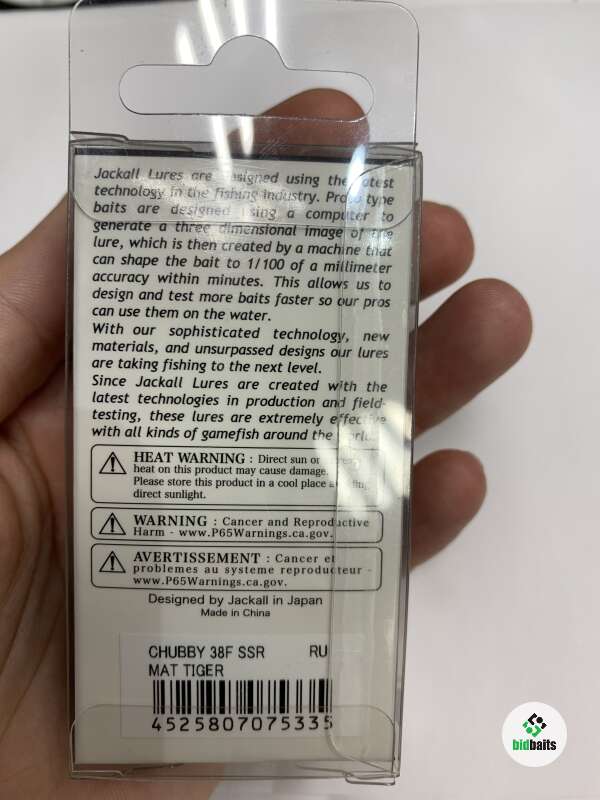 Jackall Lures are designed using the latest
technology in the fishing industry. Proto type
baits are designed using a computer to
generate a three dimensional image of the
lure, which is then created by a machine that
can shape the bait to 1/100 of a millimeter
accuracy within minutes. This allows us to
design and test more baits faster so our pros
can use them on the water.
With our sophisticated technology, new
materials, and unsurpassed designs our lures
are taking fishing to the next level.
Since Jackall Lures are created with the
latest technologies in production and field-
testing, these lures are extremely effective
with all kinds of gamefish around the world.
HEAT WARNING : Direct sun or
heat on this product may cause damage.
Please store this product in a cool place
direct sunlight.
WARNING : Cancer and Reproductive
Harm - www.P65Warnings.ca.gov.
AVERTISSEMENT : Cancer et
problemes au systeme reproducteur -
www.P65Warnings.ca.gov.
Designed by Jackall in Japan
Made in China
CHUBBY 38F SSR RU
MAT TIGER
4525807075335
bidbaits